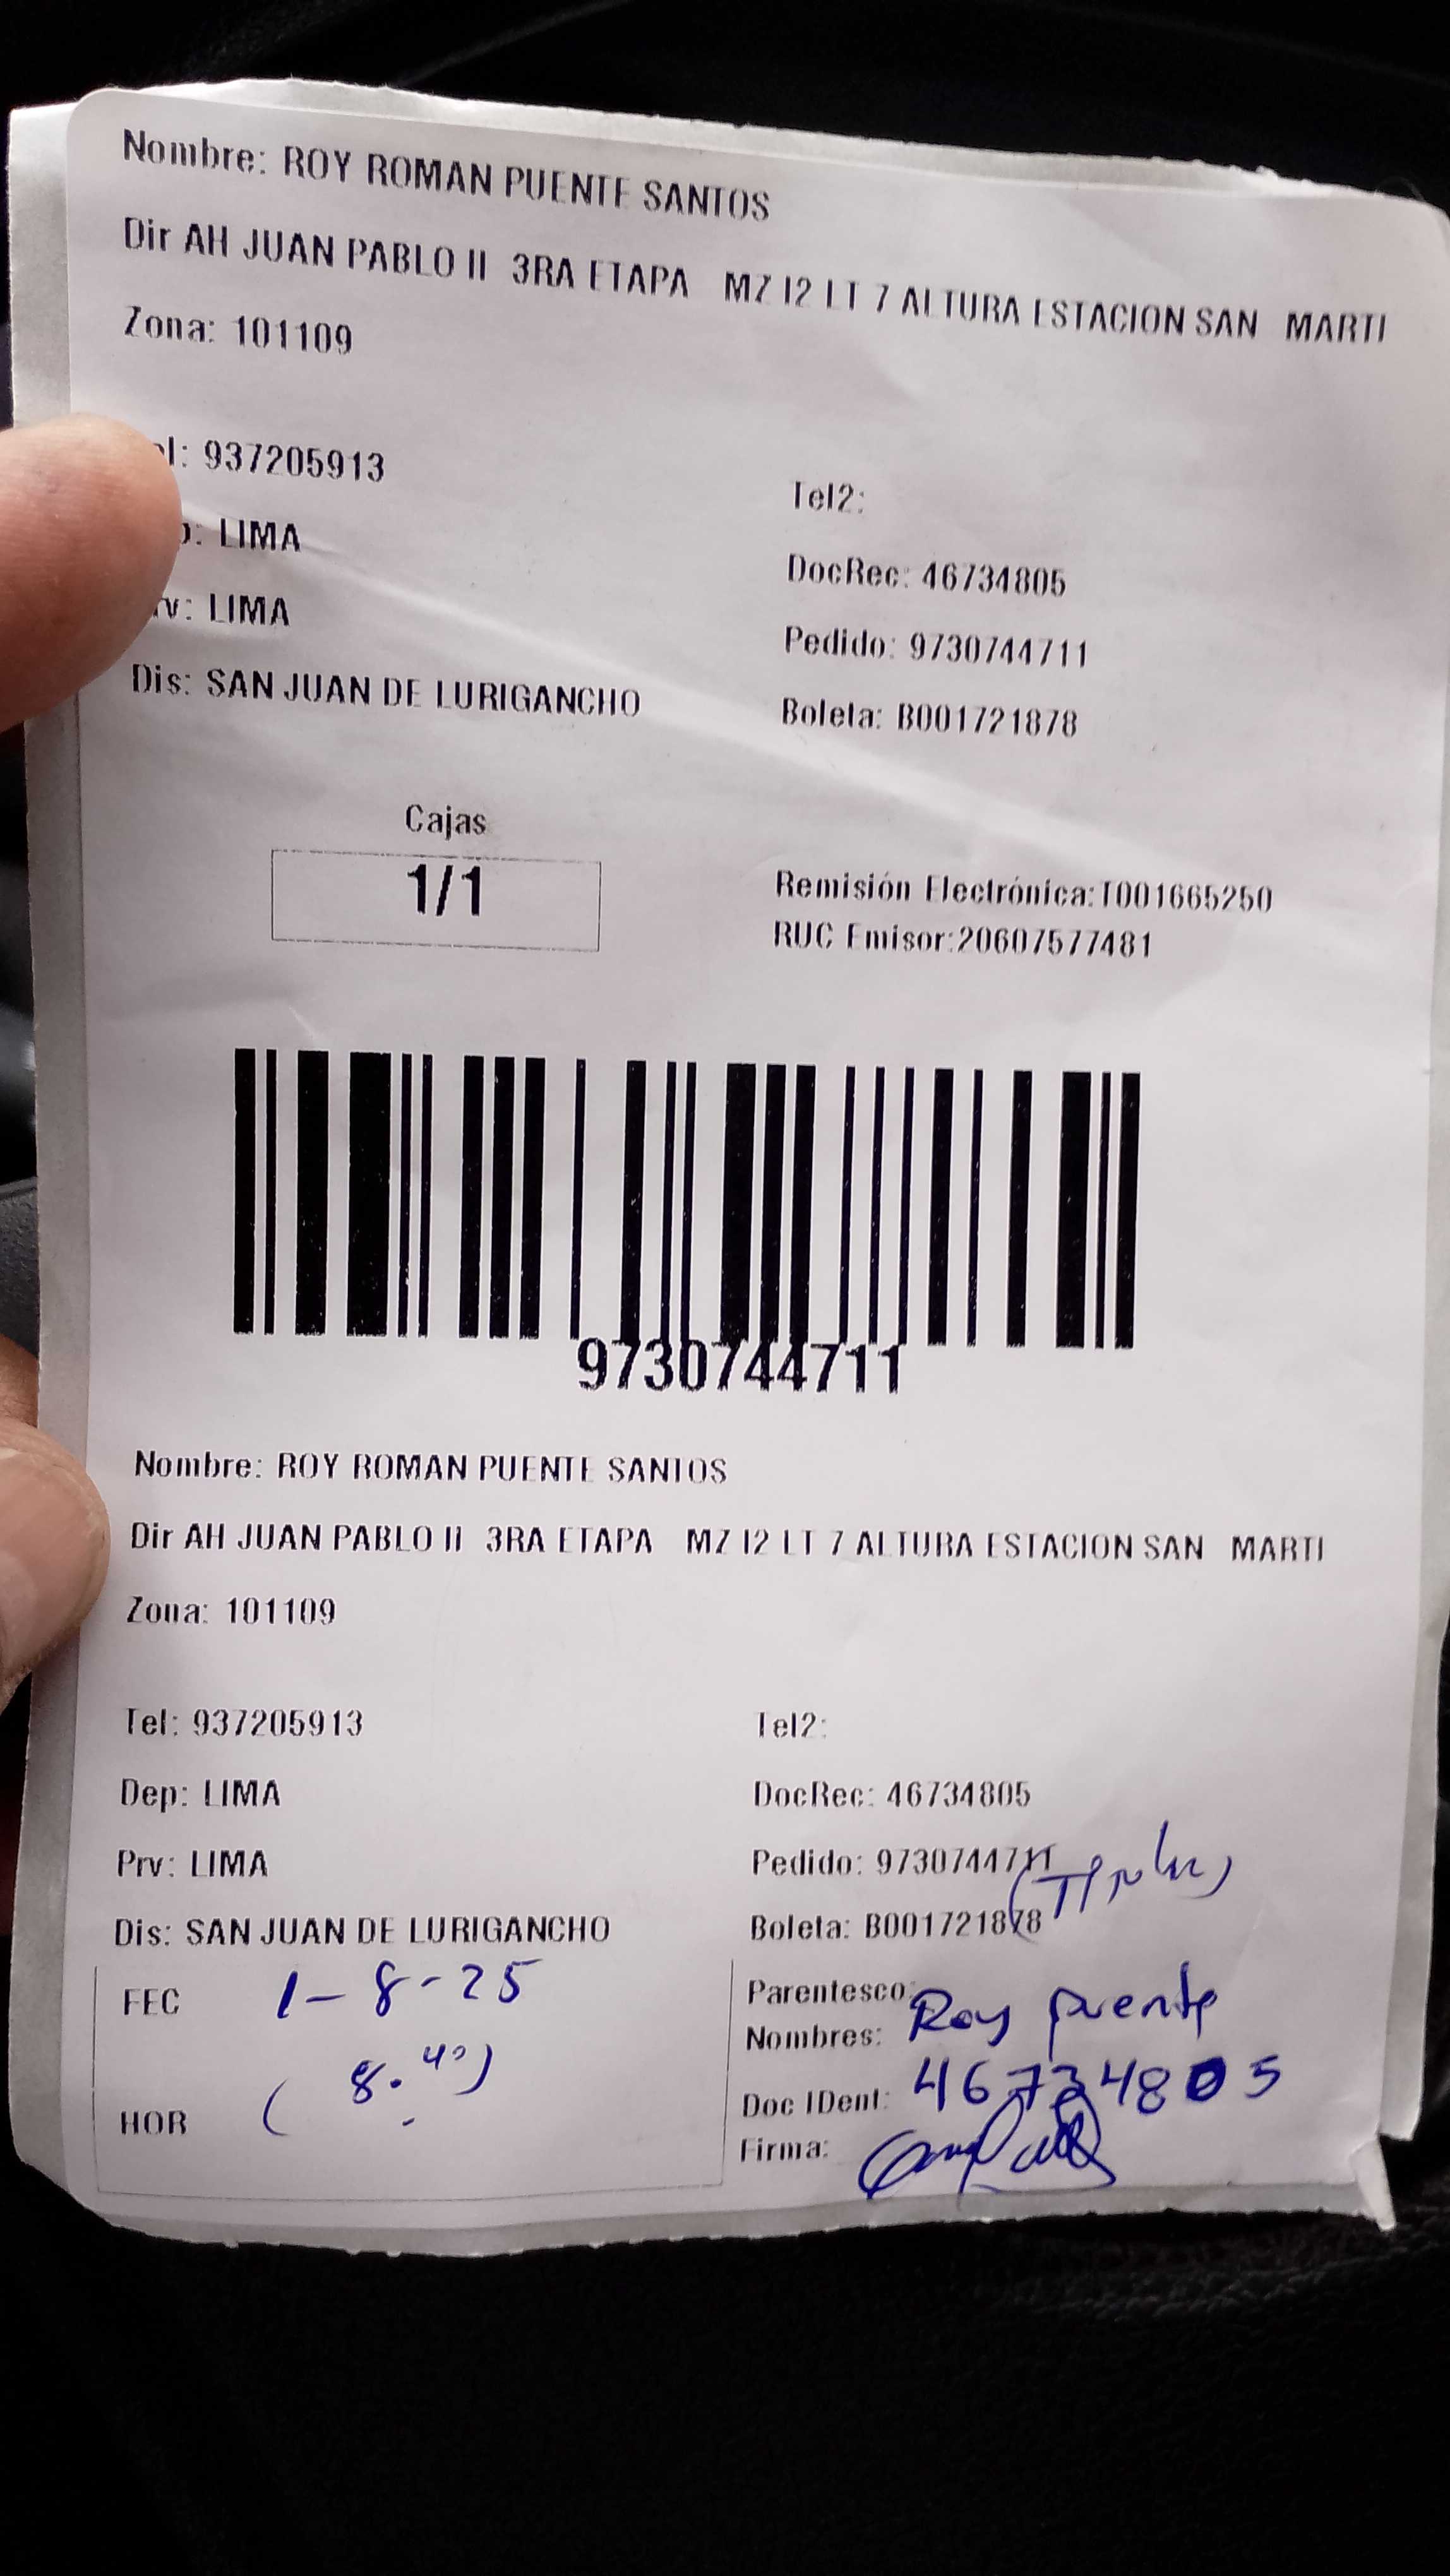 Nombre: ROY ROMAN PUENTE SANTOS
Dir AH JUAN PABLO II 3RA ETAPA MZ I2 LT 7 ALTURA ESTACION SAN MARTI
Zona: 101109
el: 937205913
Tel2:
p: LIMA
DocRec: 46734805
rv: LIMA
Pedido: 9730744711
Dis: SAN JUAN DE LURIGANCHO
Boleta: B001721878
Cajas
1/1
Remisión Electrónica:T001665250
RUC Emisor:20607577481
9730744711
Nombre: ROY ROMAN PUENTE SANTOS
Dir AH JUAN PABLO II 3RA ETAPA MZ I2 LT 7 ALTURA ESTACION SAN MARTI
Zona: 101109
Tel: 937205913
Tel2:
Dep: LIMA
DocRec: 46734805
Prv: LIMA
Pedido: 9730744711
Dis: SAN JUAN DE LURIGANCHO
Boleta: B001721878
FEC 1-8-25
HOR (8.40)
Parentesco:
Nombres: Roy Puente
Doc IDent: 46734805
Firma: